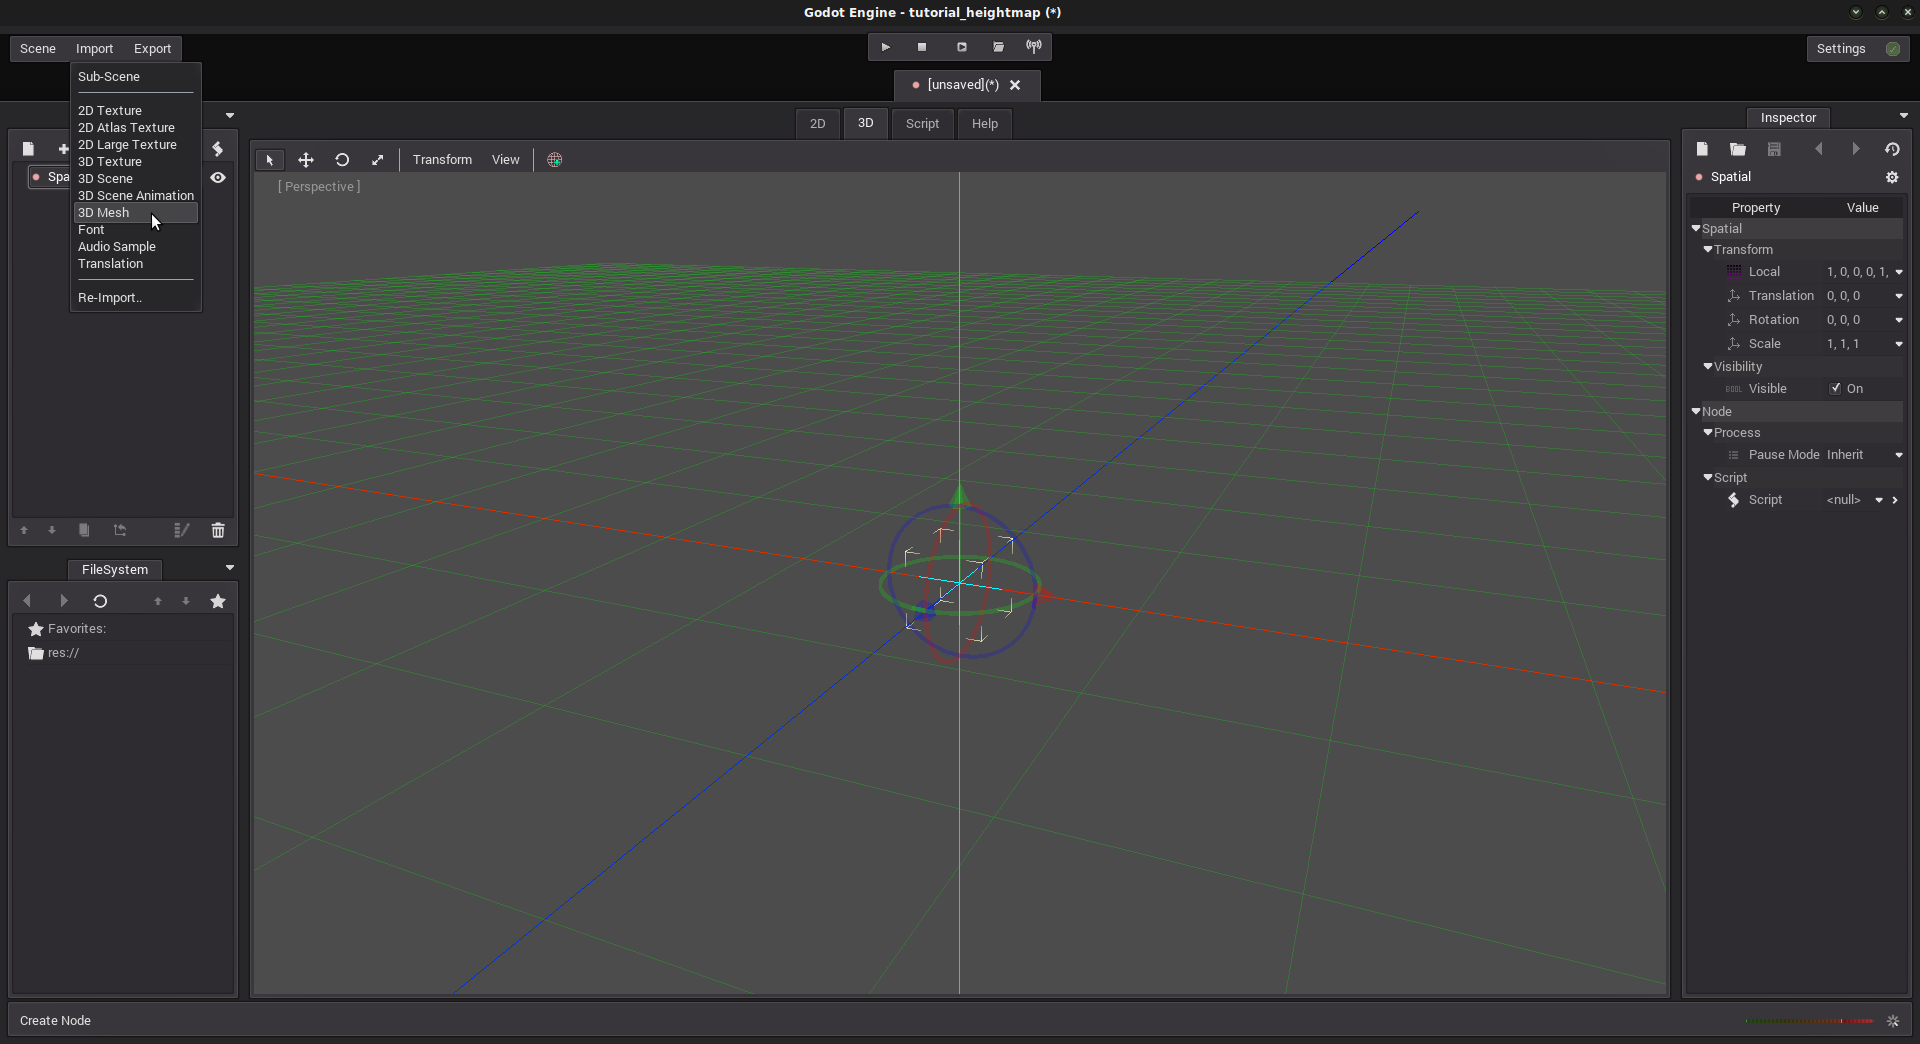 Godot Engine - tutorial_heightmap (*)
Scene Import Export
Settings
Sub-Scene
2D Texture
2D Atlas Texture
2D Large Texture
3D Texture
3D Scene
3D Scene Animation
3D Mesh
Font
Audio Sample
Translation
Re-Import..
[unsaved](*)
2D 3D Script Help
Transform View
[ Perspective ]
Spa
FileSystem
Favorites:
res://
Inspector
Spatial
Property Value
Spatial
Transform
Local 1, 0, 0, 0, 1,
Translation 0, 0, 0
Rotation 0, 0, 0
Scale 1, 1, 1
Visibility
Visible On
Node
Process
Pause Mode Inherit
Script
Script <null>
Create Node